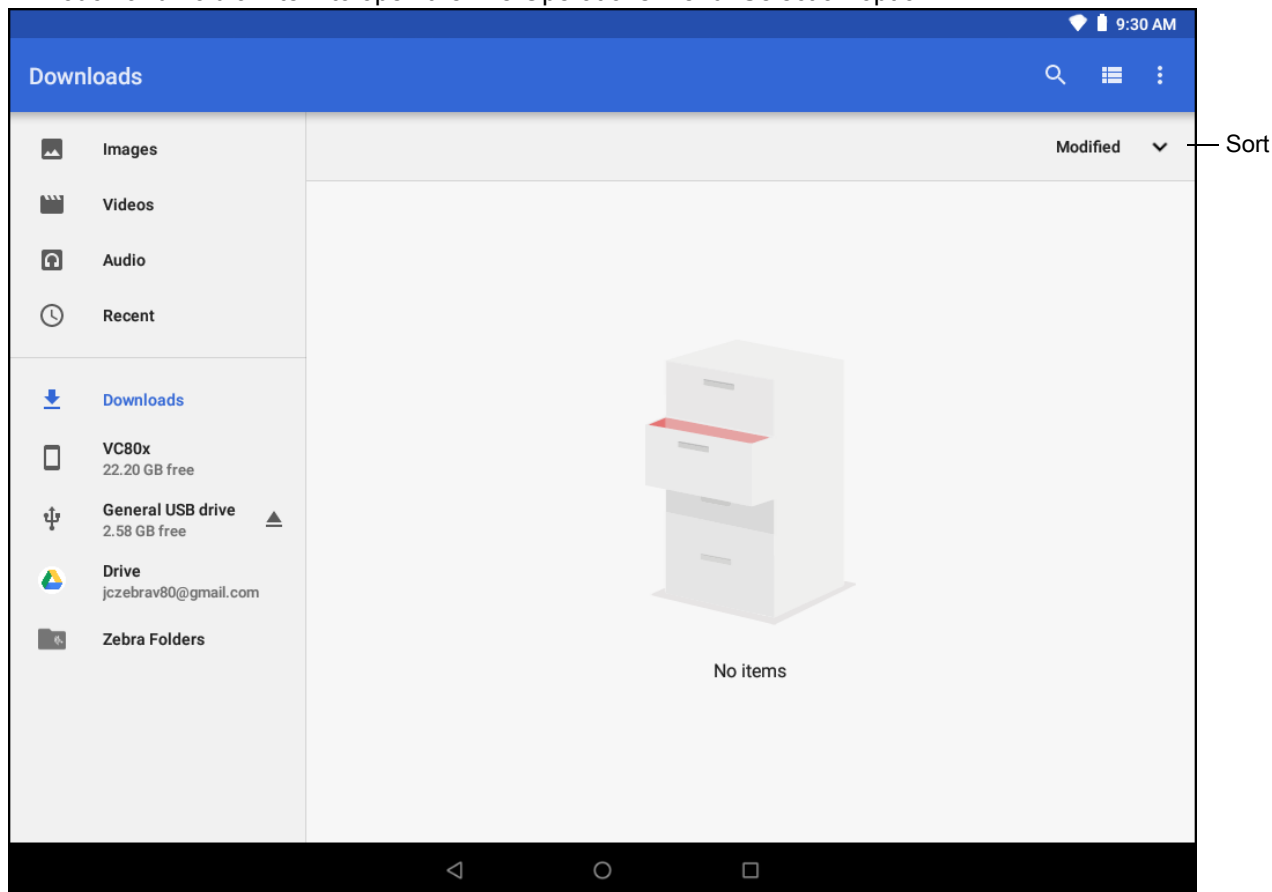 9:30 AM
Downloads
Images
Modified
Sort
Videos
Audio
Recent
Downloads
VC80x
22.20 GB free
General USB drive
2.58 GB free
Drive
jczebrav80@gmail.com
Zebra Folders
No items